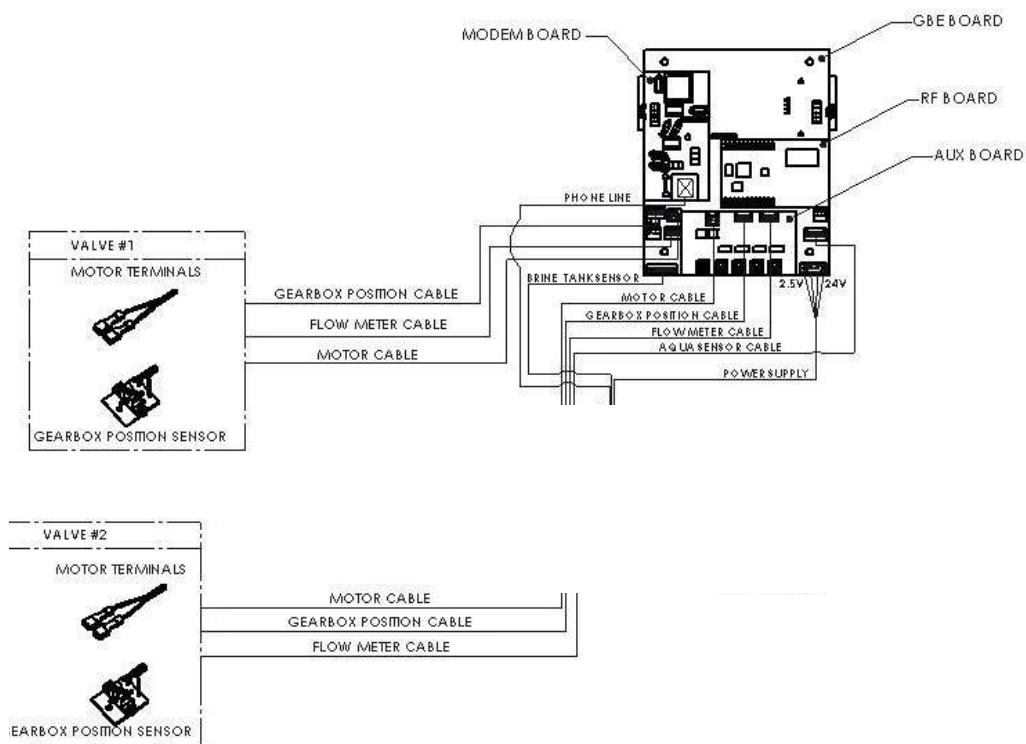 GBE BOARD
MODEM BOARD
RF BOARD
AUX BOARD
PHONE LINE
VALVE #1
MOTOR TERMINALS
BRINE TANK SENSOR
2.5V 24V
GEARBOX POSITION CABLE
MOTOR CABLE
GEARBOX POSITION CABLE
FLOW METER CABLE
FLOW METER CABLE
AQUA SENSOR CABLE
MOTOR CABLE
POWER SUPPLY
GEARBOX POSITION SENSOR
VALVE #2
MOTOR TERMINALS
MOTOR CABLE
GEARBOX POSITION CABLE
FLOW METER CABLE
EARBOX POSITION SENSOR